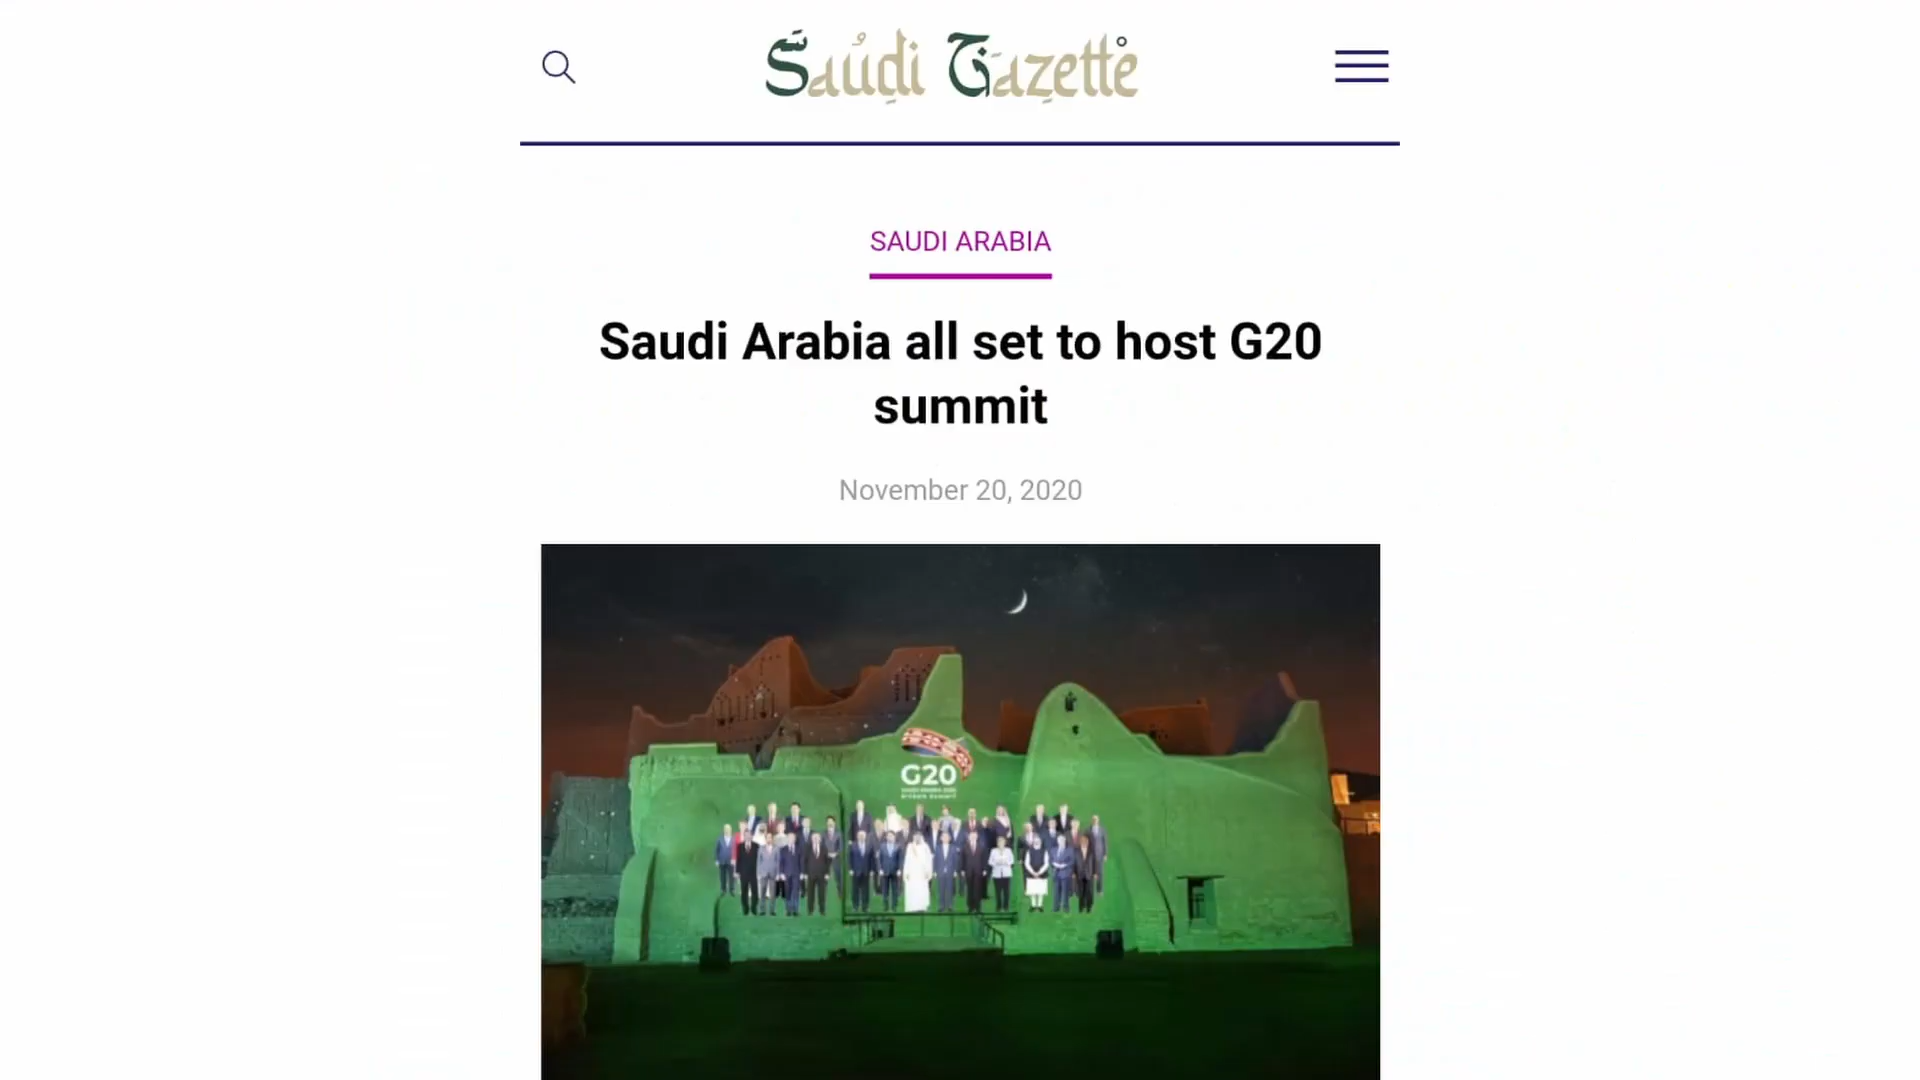 Saudi Gazette
SAUDI ARABIA
Saudi Arabia all set to host G20
summit
November 20, 2020
G20